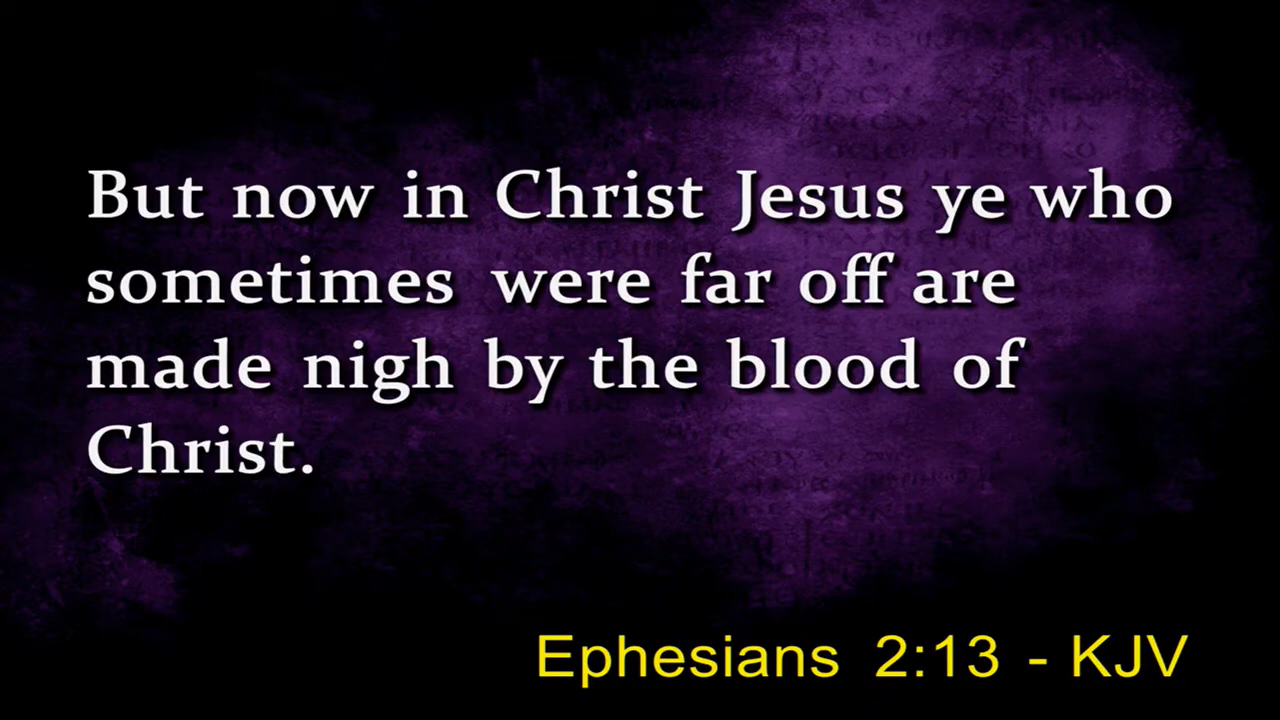 But now in Christ Jesus ye who
sometimes were far off are
made nigh by the blood of
Christ.
Ephesians 2:13 - KJV